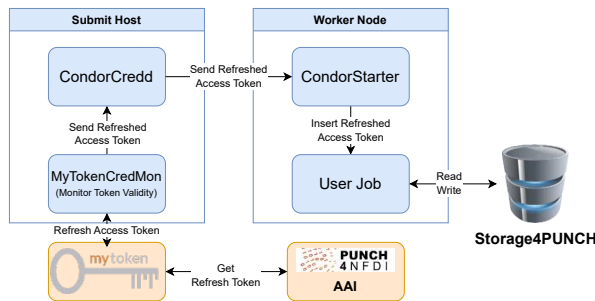 Submit Host
Worker Node
CondorCredd
Send Refreshed
Access Token
CondorStarter
Send Refreshed
Access Token
Insert Refreshed
Access Token
MyTokenCredMon
(Monitor Token Validity)
User Job
Read
Write
Storage4PUNCH
Refresh Access Token
mytoken
Get
Refresh Token
PUNCH
4NFDI
AAI